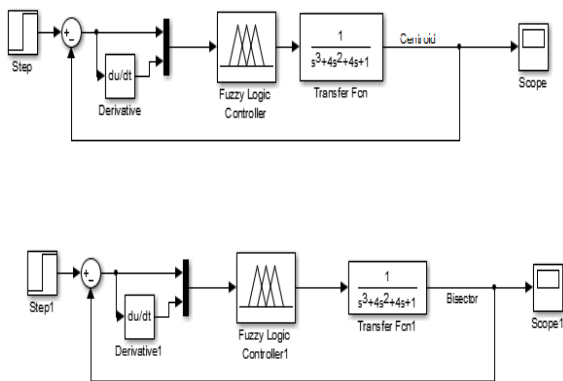 1
s³+4s²+4s+1
Centroid
Step
du/dt
Derivative
Fuzzy Logic
Controller
Transfer Fcn
Scope
1
s³+4s²+4s+1
Bisector
Step1
du/dt
Derivative1
Fuzzy Logic
Controller1
Transfer Fcn1
Scope1